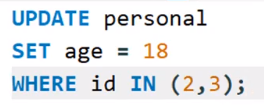 UPDATE personal
SET age = 18
WHERE id IN (2,3);